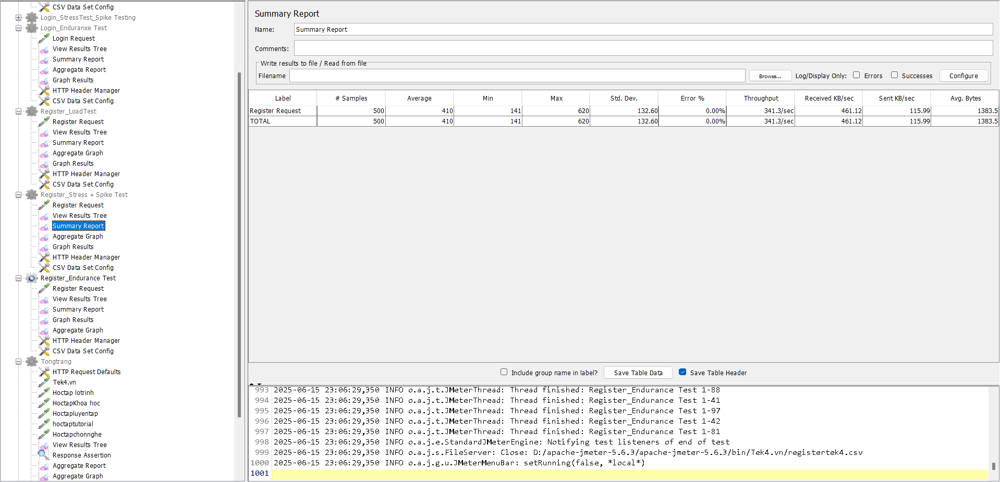 CSV Data Set Config
Login_StressTest_Spike Testing
Login_Enduranxe Test
Login Request
View Results Tree
Summary Report
Aggregate Report
Graph Results
HTTP Header Manager
CSV Data Set Config
Register_LoadTest
Register Request
View Results Tree
Summary Report
Aggregate Graph
Graph Results
HTTP Header Manager
CSV Data Set Config
Register_Stress + Spike Test
Register Request
View Results Tree
Summary Report
Aggregate Graph
Graph Results
HTTP Header Manager
CSV Data Set Config
Register_Endurance Test
Register Request
View Results Tree
Summary Report
Graph Results
Aggregate Graph
HTTP Header Manager
CSV Data Set Config
Tongtrang
HTTP Request Defaults
Tek4.vn
Hoctap lotrinh
HoctapKhoa hoc
Hoctapluyentap
hoctaptutorial
Hoctapchonnghe
View Results Tree
Response Assertion
Aggregate Report
Aggregate Graph
Summary Report
Name: Summary Report
Comments:
Write results to file / Read from file
Filename Browse... Log/Display Only: Errors Successes Configure
Label # Samples Average Min Max Std. Dev. Error % Throughput Received KB/sec Sent KB/sec Avg. Bytes
Register Request 500 410 141 620 132.60 0.00% 341.3/sec 461.12 115.99 1383.5
TOTAL 500 410 141 620 132.60 0.00% 341.3/sec 461.12 115.99 1383.5
Include group name in label? Save Table Data Save Table Header
993 2025-06-15 23:06:29,350 INFO o.a.j.t.JMeterThread: Thread finished: Register_Endurance Test 1-88
994 2025-06-15 23:06:29,350 INFO o.a.j.t.JMeterThread: Thread finished: Register_Endurance Test 1-41
995 2025-06-15 23:06:29,350 INFO o.a.j.t.JMeterThread: Thread finished: Register_Endurance Test 1-97
996 2025-06-15 23:06:29,350 INFO o.a.j.t.JMeterThread: Thread finished: Register_Endurance Test 1-42
997 2025-06-15 23:06:29,350 INFO o.a.j.t.JMeterThread: Thread finished: Register_Endurance Test 1-81
998 2025-06-15 23:06:29,350 INFO o.a.j.e.StandardJMeterEngine: Notifying test listeners of end of test
999 2025-06-15 23:06:29,350 INFO o.a.j.s.FileServer: Close: D:/apache-jmeter-5.6.3/apache-jmeter-5.6.3/bin/Tek4.vn/registertek4.csv
1000 2025-06-15 23:06:29,350 INFO o.a.j.g.u.JMeterMenuBar: setRunning(false, *local*)
1001